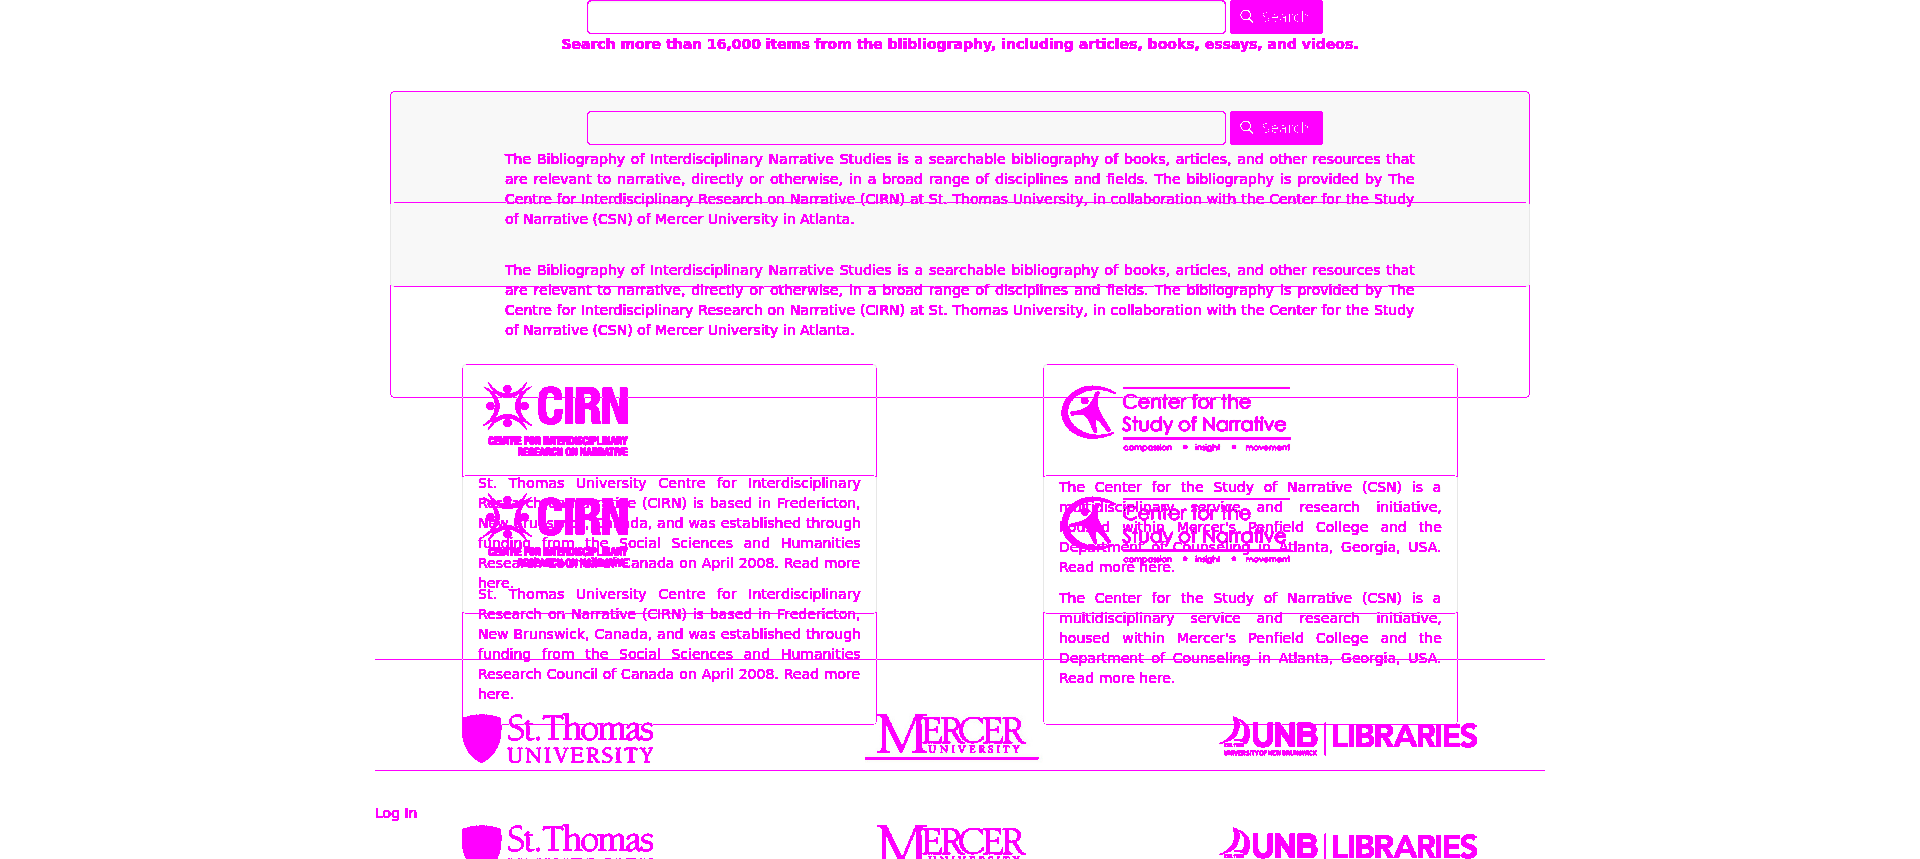 Search
Search more than 16,000 items from the blibliography, including articles, books, essays, and videos.
Search
The Bibliography of Interdisciplinary Narrative Studies is a searchable bibliography of books, articles, and other resources that
are relevant to narrative, directly or otherwise, in a broad range of disciplines and fields. The bibliography is provided by The
Centre for Interdisciplinary Research on Narrative (CIRN) at St. Thomas University, in collaboration with the Center for the Study
of Narrative (CSN) of Mercer University in Atlanta.
The Bibliography of Interdisciplinary Narrative Studies is a searchable bibliography of books, articles, and other resources that
are relevant to narrative, directly or otherwise, in a broad range of disciplines and fields. The bibliography is provided by The
Centre for Interdisciplinary Research on Narrative (CIRN) at St. Thomas University, in collaboration with the Center for the Study
of Narrative (CSN) of Mercer University in Atlanta.
CIRN
CENTRE FOR INTERDISCIPLINARY
RESEARCH ON NARRATIVE
St. Thomas University Centre for Interdisciplinary
(CIRN) is based in Fredericton,
and was established through
funding from the Social Sciences and Humanities
Canada on April 2008. Read more
here.
CIRN
CENTRE FOR INTERDISCIPLINARY
St. Thomas University Centre for Interdisciplinary
Research on Narrative (CIRN) is based in Fredericton,
New Brunswick, Canada, and was established through
funding from the Social Sciences and Humanities
Research Council of Canada on April 2008. Read more
here.
Center for the
Study of Narrative
compassion • insight • movement
The Center for the Study of Narrative (CSN) is a
multidisciplinary service and research initiative,
housed within Mercer's Penfield College and the
Department of Counseling in Atlanta, Georgia, USA.
Read more here.
Center for the
Study of Narrative
compassion • insight • movement
The Center for the Study of Narrative (CSN) is a
multidisciplinary service and research initiative,
housed within Mercer's Penfield College and the
Department of Counseling in Atlanta, Georgia, USA.
Read more here.
St. Thomas
UNIVERSITY
MERCER
UNIVERSITY
UNB LIBRARIES
UNIVERSITY OF NEW BRUNSWICK
Log In
St. Thomas
MERCER
UNB LIBRARIES